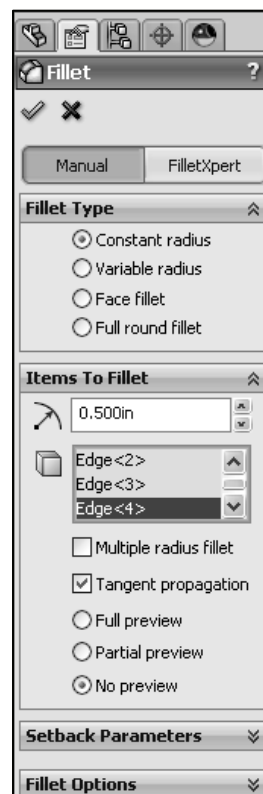 Fillet ?
Manual FilletXpert
Fillet Type
Constant radius
Variable radius
Face fillet
Full round fillet
Items To Fillet
0.500in
Edge<2>
Edge<3>
Edge<4>
Multiple radius fillet
Tangent propagation
Full preview
Partial preview
No preview
Setback Parameters
Fillet Options